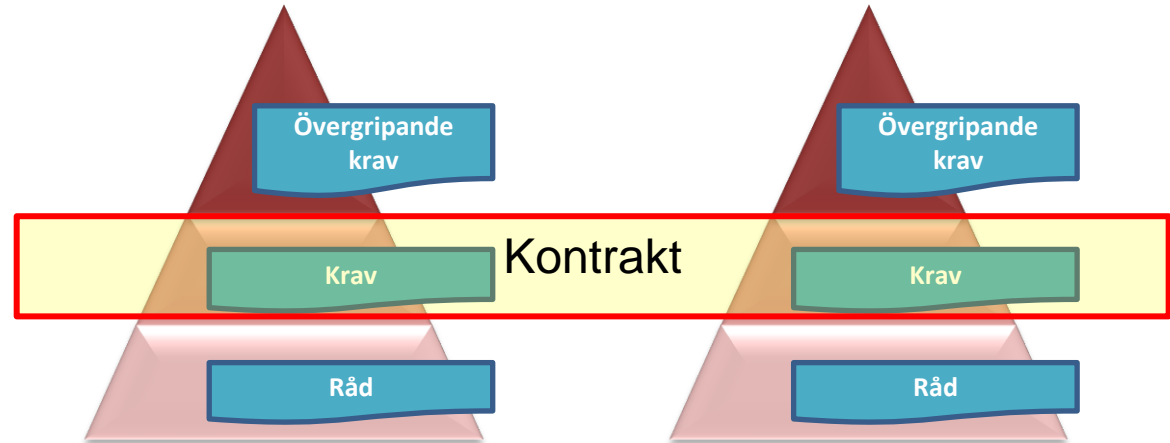 Övergripande
krav
Övergripande
krav
Krav
Kontrakt
Krav
Råd
Råd